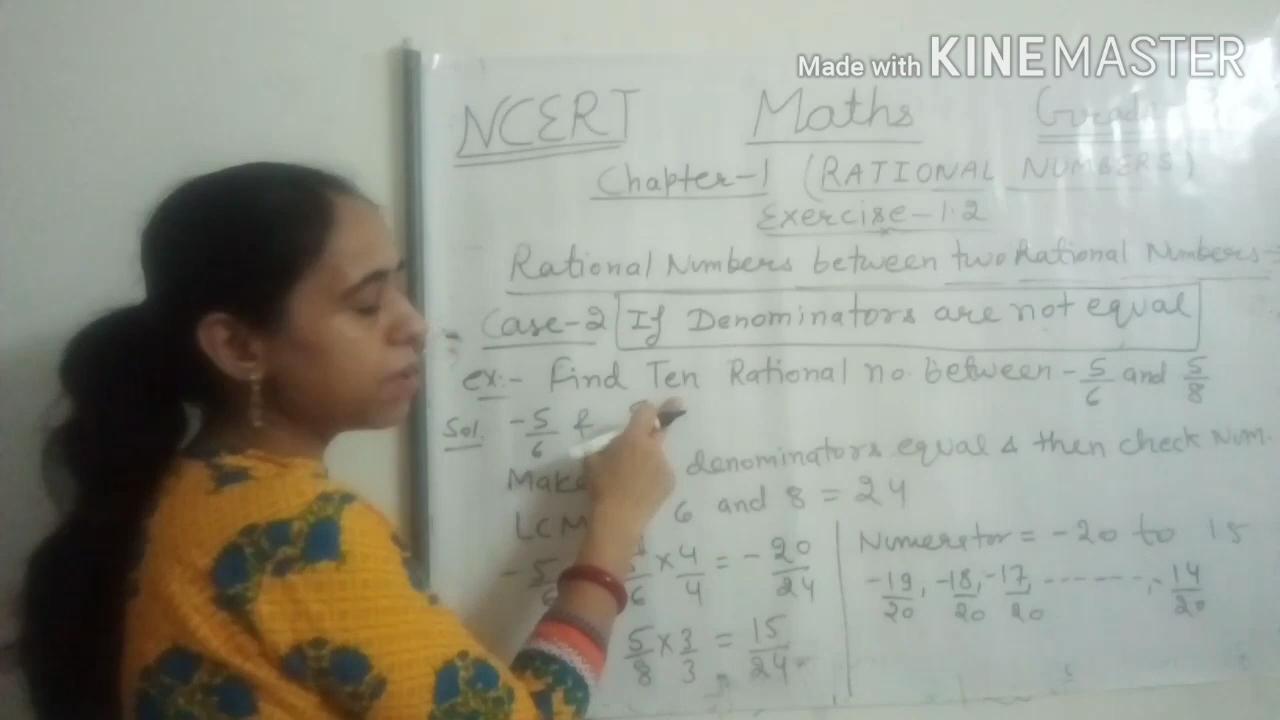 Made with KINEMASTER
NCERT Maths
Chapter-1 (RATIONAL NUMBERS)
Exercise-1.2
Rational Numbers between two Rational Numbers-
Case-2 If Denominators are not equal
ex:- Find Ten Rational no between -5/6 and 5/8
Sol. -5/6 &
Make denominators equal & then check Num.
LCM 6 and 8 = 24
-5/6 × 4/4 = -20/24
5/8 × 3/3 = 15/24
Numerator = -20 to 15
-19/20, -18/20, -17/20, -------, 14/20